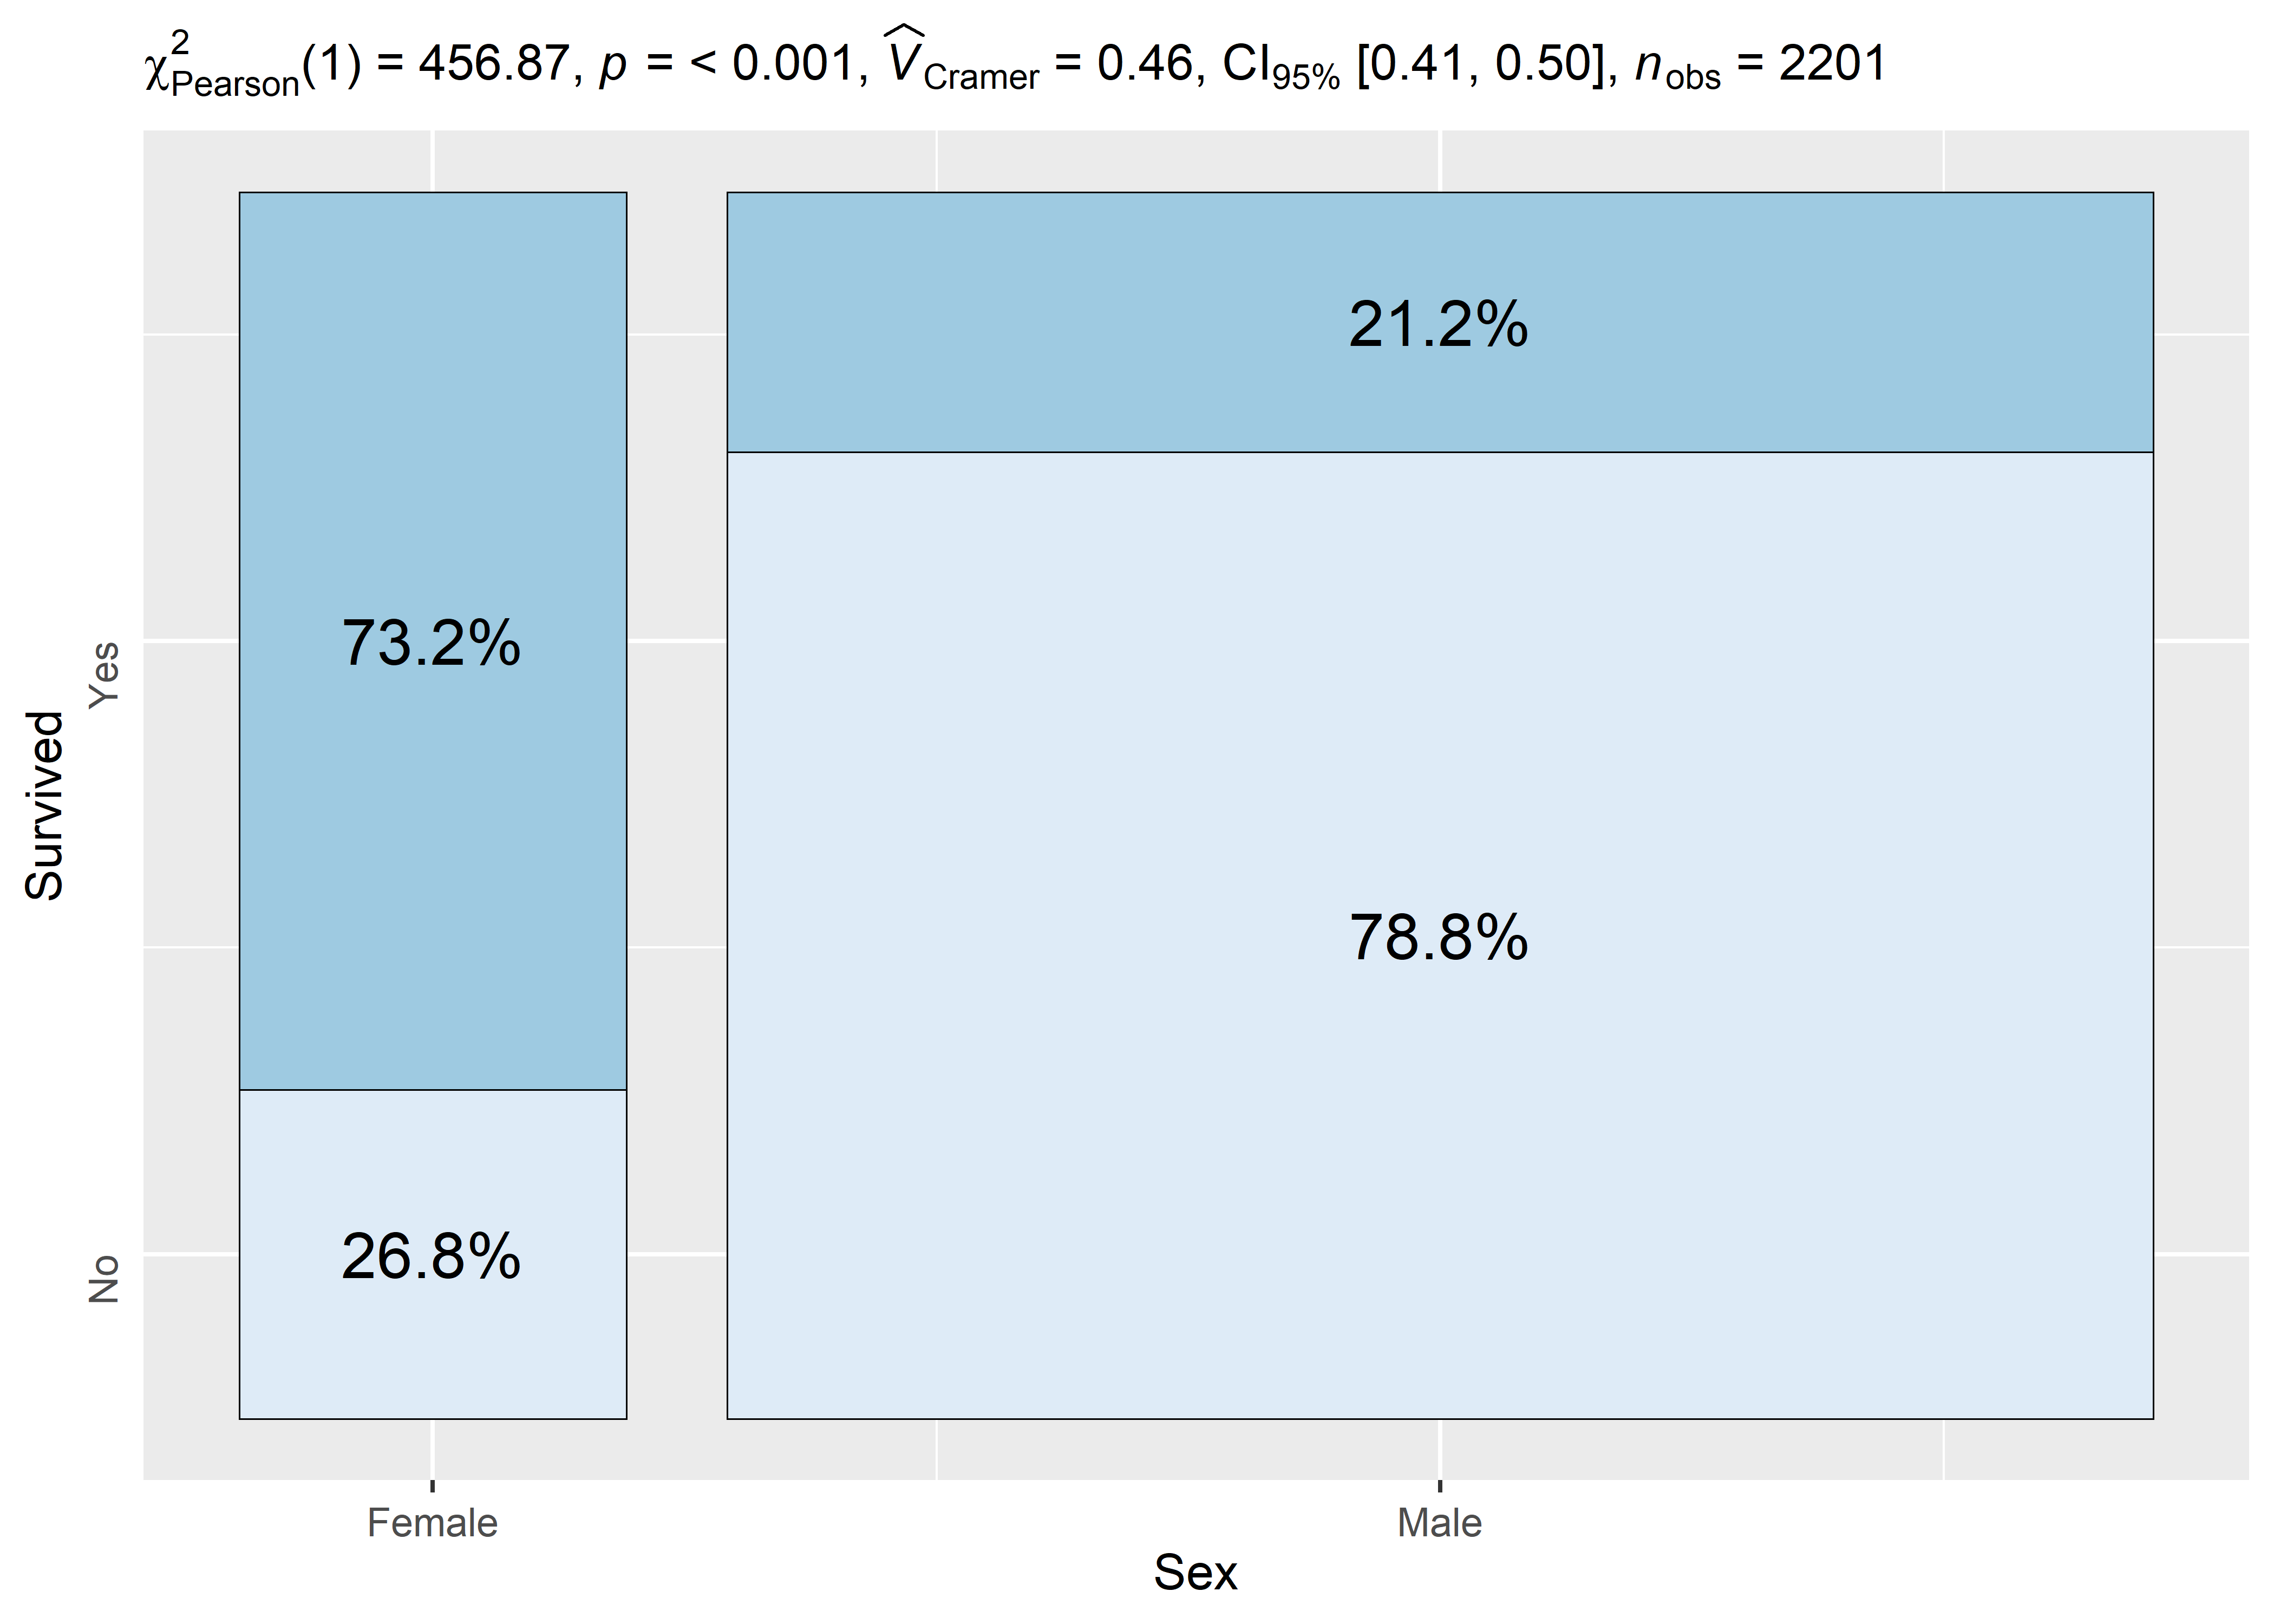 χ²Pearson(1) = 456.87, p = < 0.001, V̂Cramer = 0.46, CI95% [0.41, 0.50], nobs = 2201
21.2%
73.2%
78.8%
26.8%
Yes
No
Survived
Female
Male
Sex